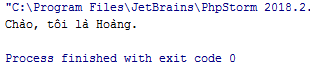 "C:\Program Files\JetBrains\PhpStorm 2018.2.
Chào, tôi là Hoàng.
Process finished with exit code 0